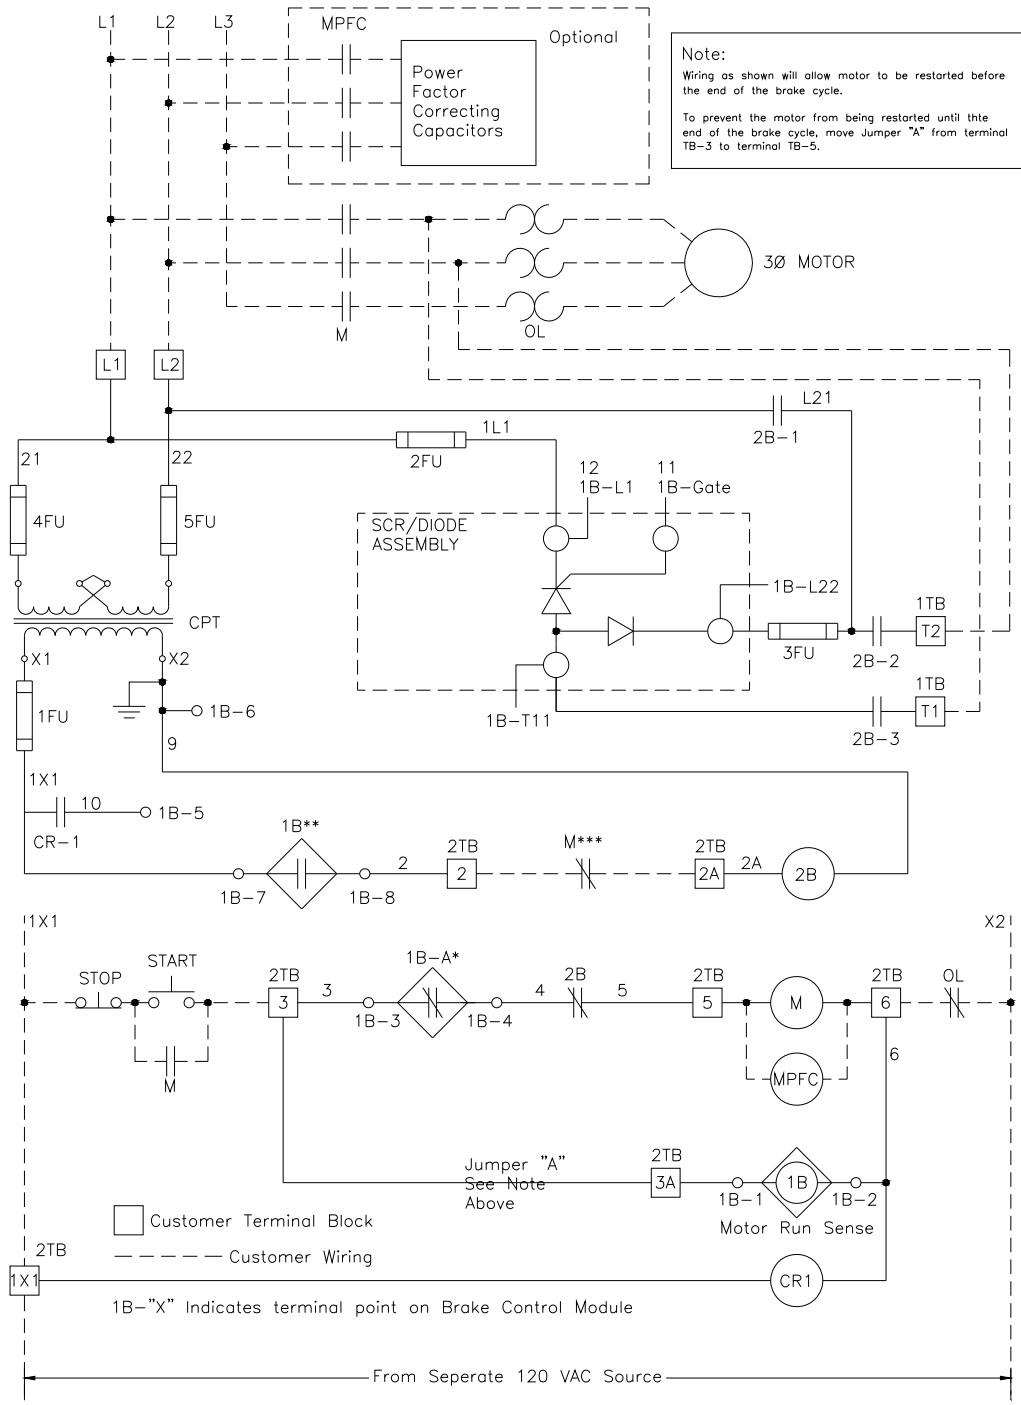 L1
L2
L3
MPFC
Optional
Power
Factor
Correcting
Capacitors
Note:
Wiring as shown will allow motor to be restarted before
the end of the brake cycle.
To prevent the motor from being restarted until thte
end of the brake cycle, move Jumper "A" from terminal
TB-3 to terminal TB-5.
3Ø MOTOR
M
OL
L1
L2
L21
2B-1
1L1
2FU
21
22
12
1B-L1
11
1B-Gate
4FU
5FU
SCR/DIODE
ASSEMBLY
1B-L22
CPT
1TB
T2
3FU
2B-2
X1
X2
1TB
T1
1FU
1B-6
1B-T11
2B-3
9
1X1
10
1B-5
CR-1
1B**
M***
2TB
2
2
2TB
2A
2A
2B
1B-7
1B-8
1X1
X2
STOP
START
2TB
3
3
1B-A*
2B
4
5
2TB
5
M
2TB
6
OL
1B-3
1B-4
M
MPFC
6
Jumper "A"
See Note
Above
2TB
3A
1B
1B-1
1B-2
Motor Run Sense
Customer Terminal Block
Customer Wiring
2TB
1X1
CR1
1B-"X" Indicates terminal point on Brake Control Module
From Seperate 120 VAC Source